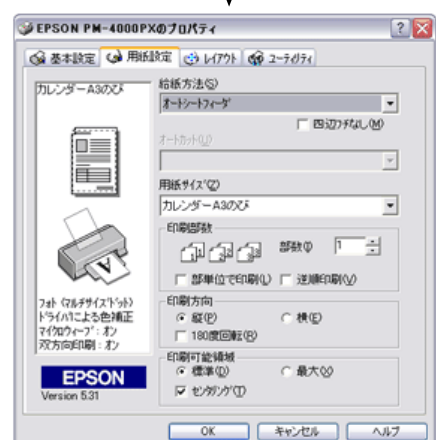 EPSON PM-4000PXのプロパティ
基本設定 用紙設定 レイアウト ユーティリティ
カレンダーA3のび
給紙方法(S)
オートシートフィーダ
四辺フチなし(M)
オートカット(U)
用紙サイズ(Z)
カレンダーA3のび
印刷部数
部数(P) 1
部単位で印刷(L) 逆順印刷(V)
フォト (マルチサイズドット)
ドライバによる色補正
マイクロウィーブ : オン
双方向印刷 : オン
印刷方向
縦(P) 横(E)
180度回転(R)
印刷可能領域
標準(D) 最大(X)
センタリング(T)
EPSON
Version 5.31
OK キャンセル ヘルプ